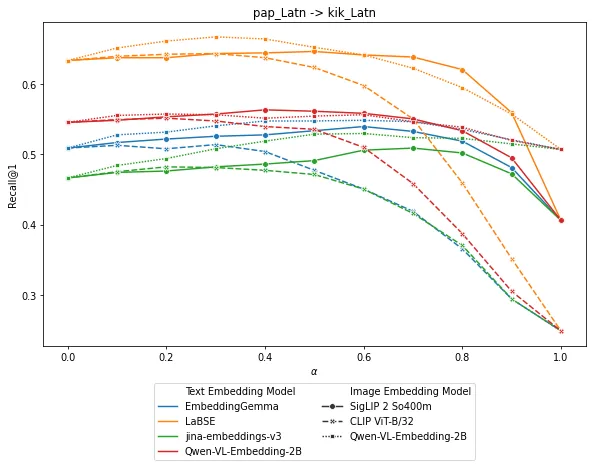 pap_Latn -> kik_Latn
Recall@1
0.6
0.5
0.4
0.3
0.0 0.2 0.4 0.6 0.8 1.0
α
Text Embedding Model Image Embedding Model
EmbeddingGemma SigLIP 2 So400m
LaBSE CLIP ViT-B/32
jina-embeddings-v3 Qwen-VL-Embedding-2B
Qwen-VL-Embedding-2B